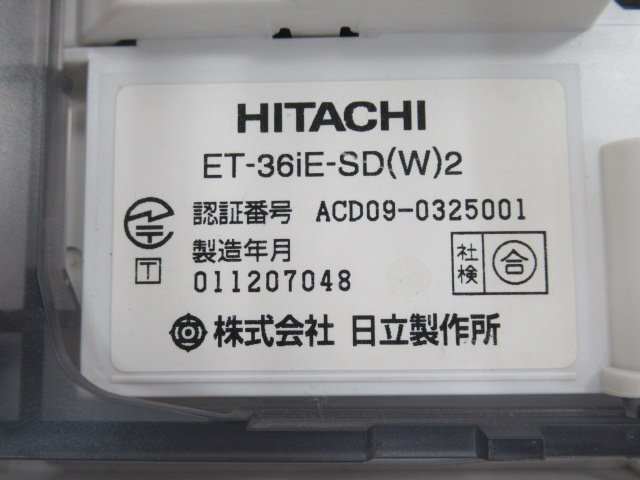 HITACHI
ET-36iE-SD(W)2
認証番号 ACD09-0325001
T 製造年月
011207048
社検 合
株式会社 日立製作所